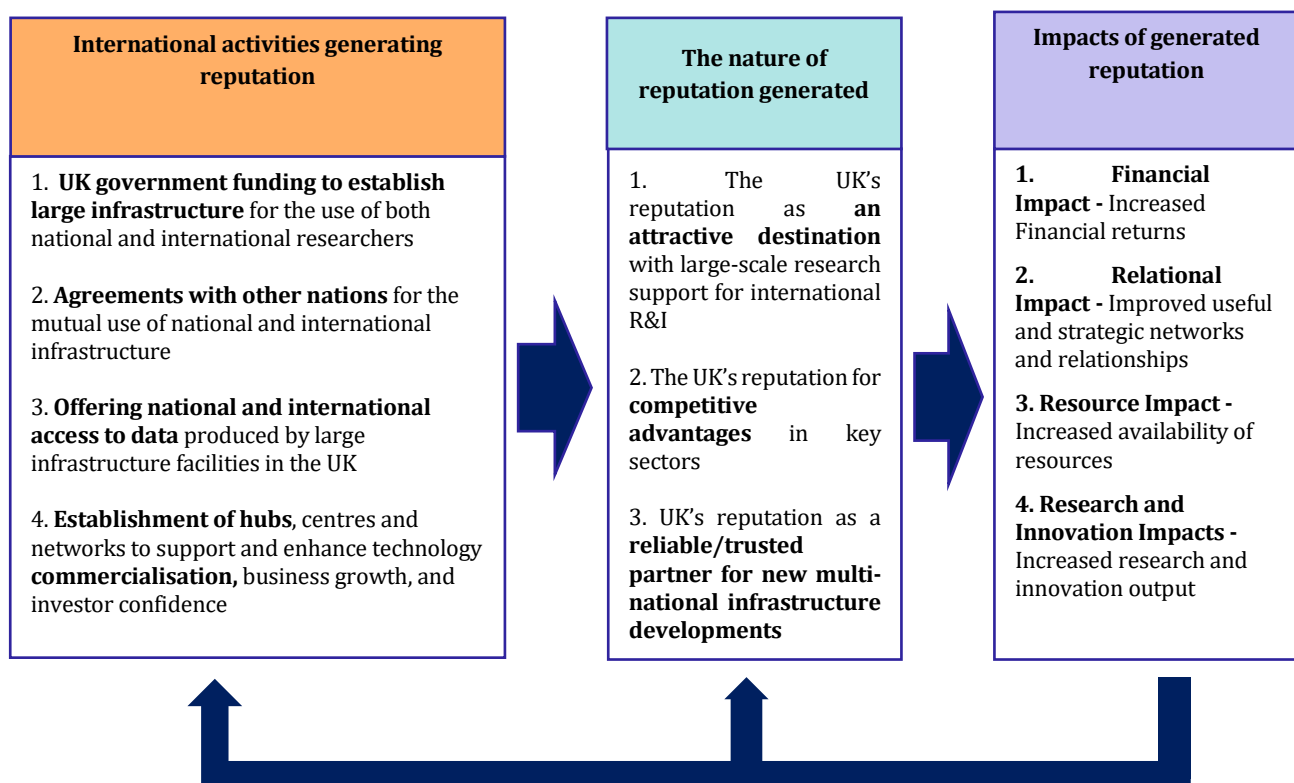 International activities generating
reputation
1. UK government funding to establish
large infrastructure for the use of both
national and international researchers
2. Agreements with other nations for the
mutual use of national and international
infrastructure
3. Offering national and international
access to data produced by large
infrastructure facilities in the UK
4. Establishment of hubs, centres and
networks to support and enhance technology
commercialisation, business growth, and
investor confidence
The nature of
reputation generated
1. The UK’s
reputation as an
attractive destination
with large-scale research
support for international
R&I
2. The UK’s reputation for
competitive
advantages in key
sectors
3. UK’s reputation as a
reliable/trusted
partner for new multi-
national infrastructure
developments
Impacts of generated
reputation
1. Financial
Impact - Increased
Financial returns
2. Relational
Impact - Improved useful
and strategic networks
and relationships
3. Resource Impact -
Increased availability of
resources
4. Research and
Innovation Impacts -
Increased research and
innovation output